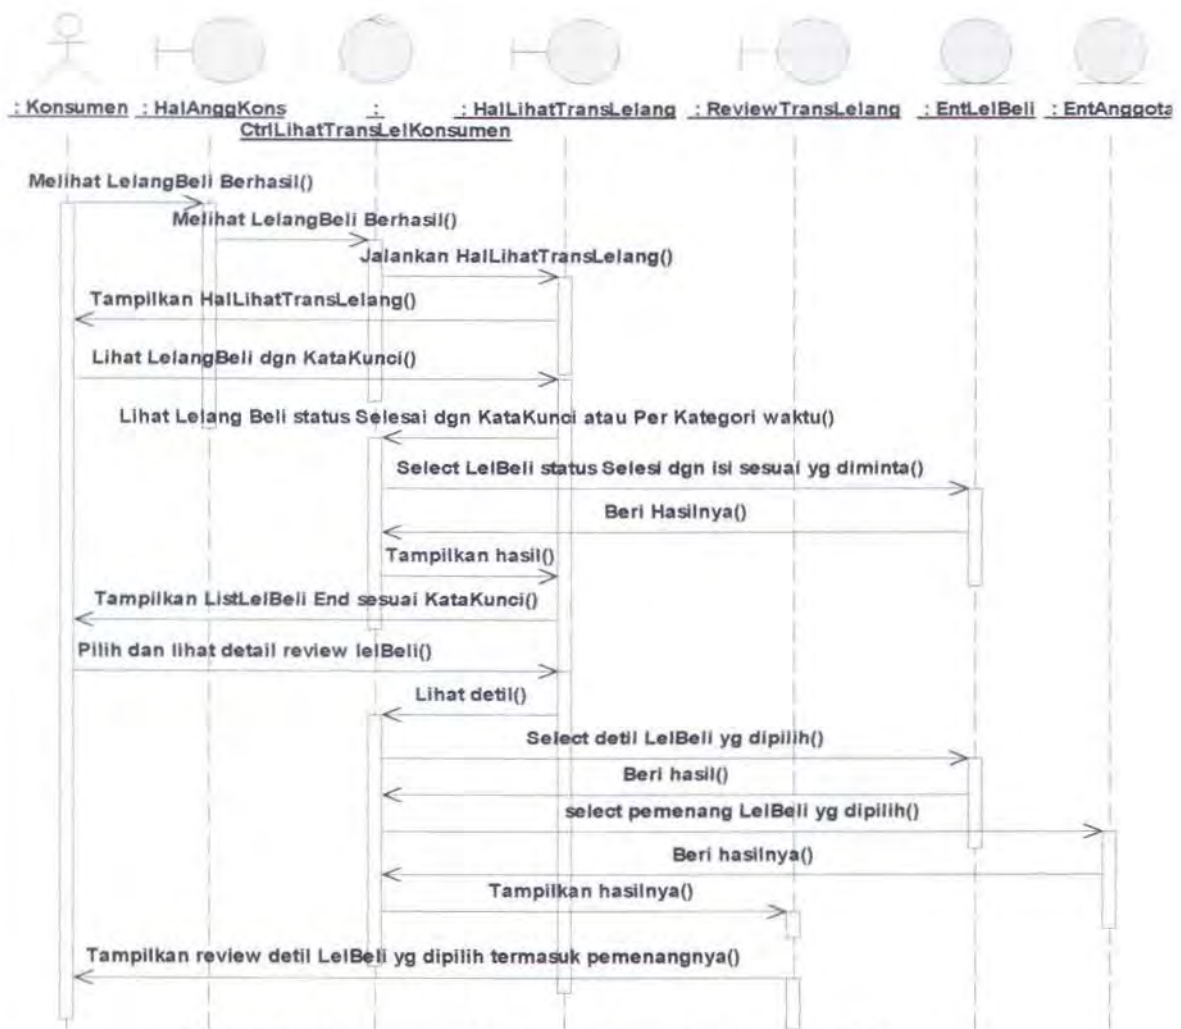 : Konsumen : HalAnggKons : : HalLihatTransLelang : ReviewTransLelang : EntLelBeli : EntAnggota
CtrlLihatTransLelKonsumen
Melihat LelangBeli Berhasil()
Melihat LelangBeli Berhasil()
Jalankan HalLihatTransLelang()
Tampilkan HalLihatTransLelang()
Lihat LelangBeli dgn KataKunci()
Lihat Lelang Beli status Selesai dgn KataKunci atau Per Kategori waktu()
Select LelBeli status Selesi dgn isi sesuai yg diminta()
Beri Hasilnya()
Tampilkan hasil()
Tampilkan ListLelBeli End sesuai KataKunci()
Pilih dan lihat detail review lelBeli()
Lihat detil()
Select detil LelBeli yg dipilih()
Beri hasil()
select pemenang LelBeli yg dipilih()
Beri hasilnya()
Tampilkan hasilnya()
Tampilkan review detil LelBeli yg dipilih termasuk pemenangnya()